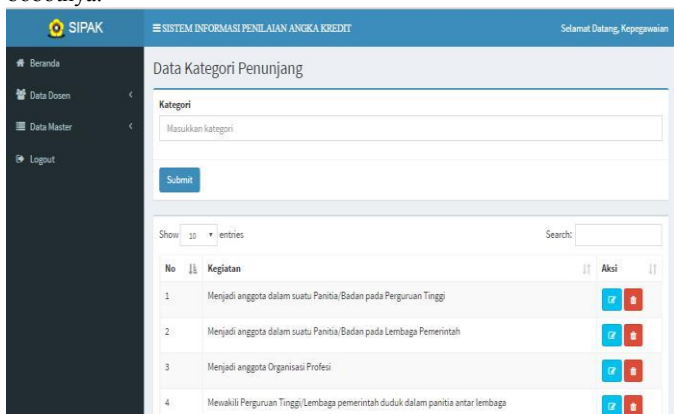 SIPAK
SISTEM INFORMASI PENILAIAN ANGKA KREDIT
Selamat Datang, Kepegawaian
Beranda
Data Dosen
Data Master
Logout
Data Kategori Penunjang
Kategori
Masukkan kategori
Submit
Show 10 entries
Search:
No Kegiatan Aksi
1 Menjadi anggota dalam suatu Panitia/Badan pada Perguruan Tinggi
2 Menjadi anggota dalam suatu Panitia/Badan pada Lembaga Pemerintah
3 Menjadi anggota Organisasi Profesi
4 Mewakili Perguruan Tinggi/Lembaga pemerintah duduk dalam panitia antar lembaga